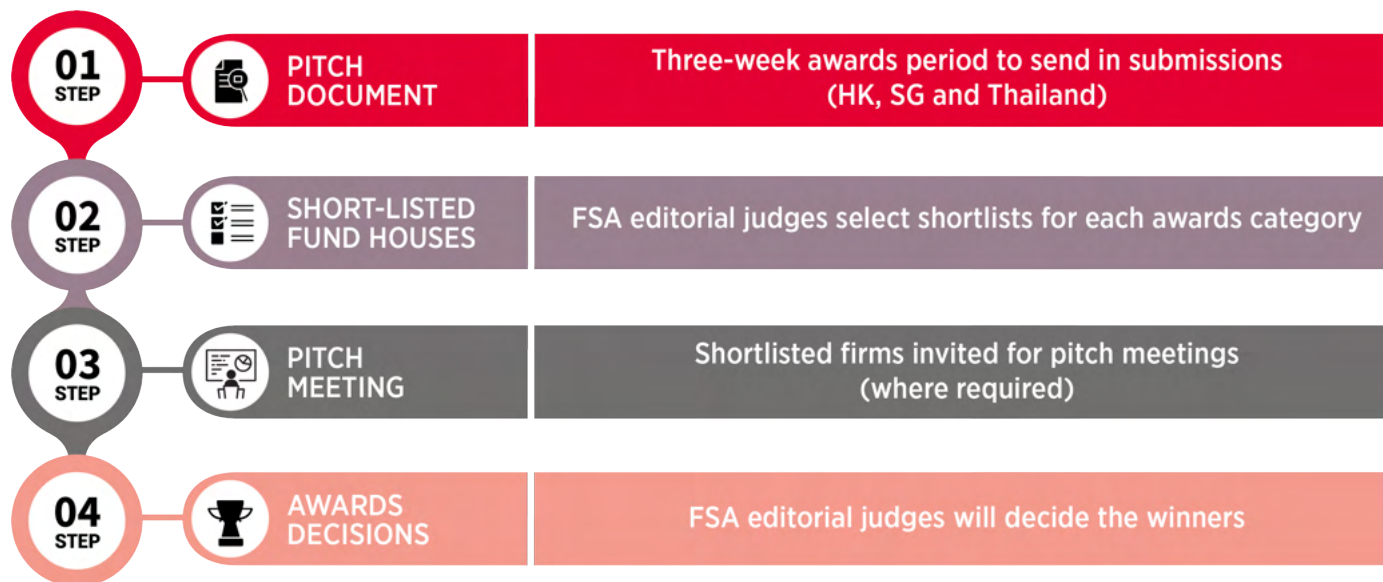 01
STEP
PITCH
DOCUMENT
Three-week awards period to send in submissions
(HK, SG and Thailand)
02
STEP
SHORT-LISTED
FUND HOUSES
FSA editorial judges select shortlists for each awards category
03
STEP
PITCH
MEETING
Shortlisted firms invited for pitch meetings
(where required)
04
STEP
AWARDS
DECISIONS
FSA editorial judges will decide the winners